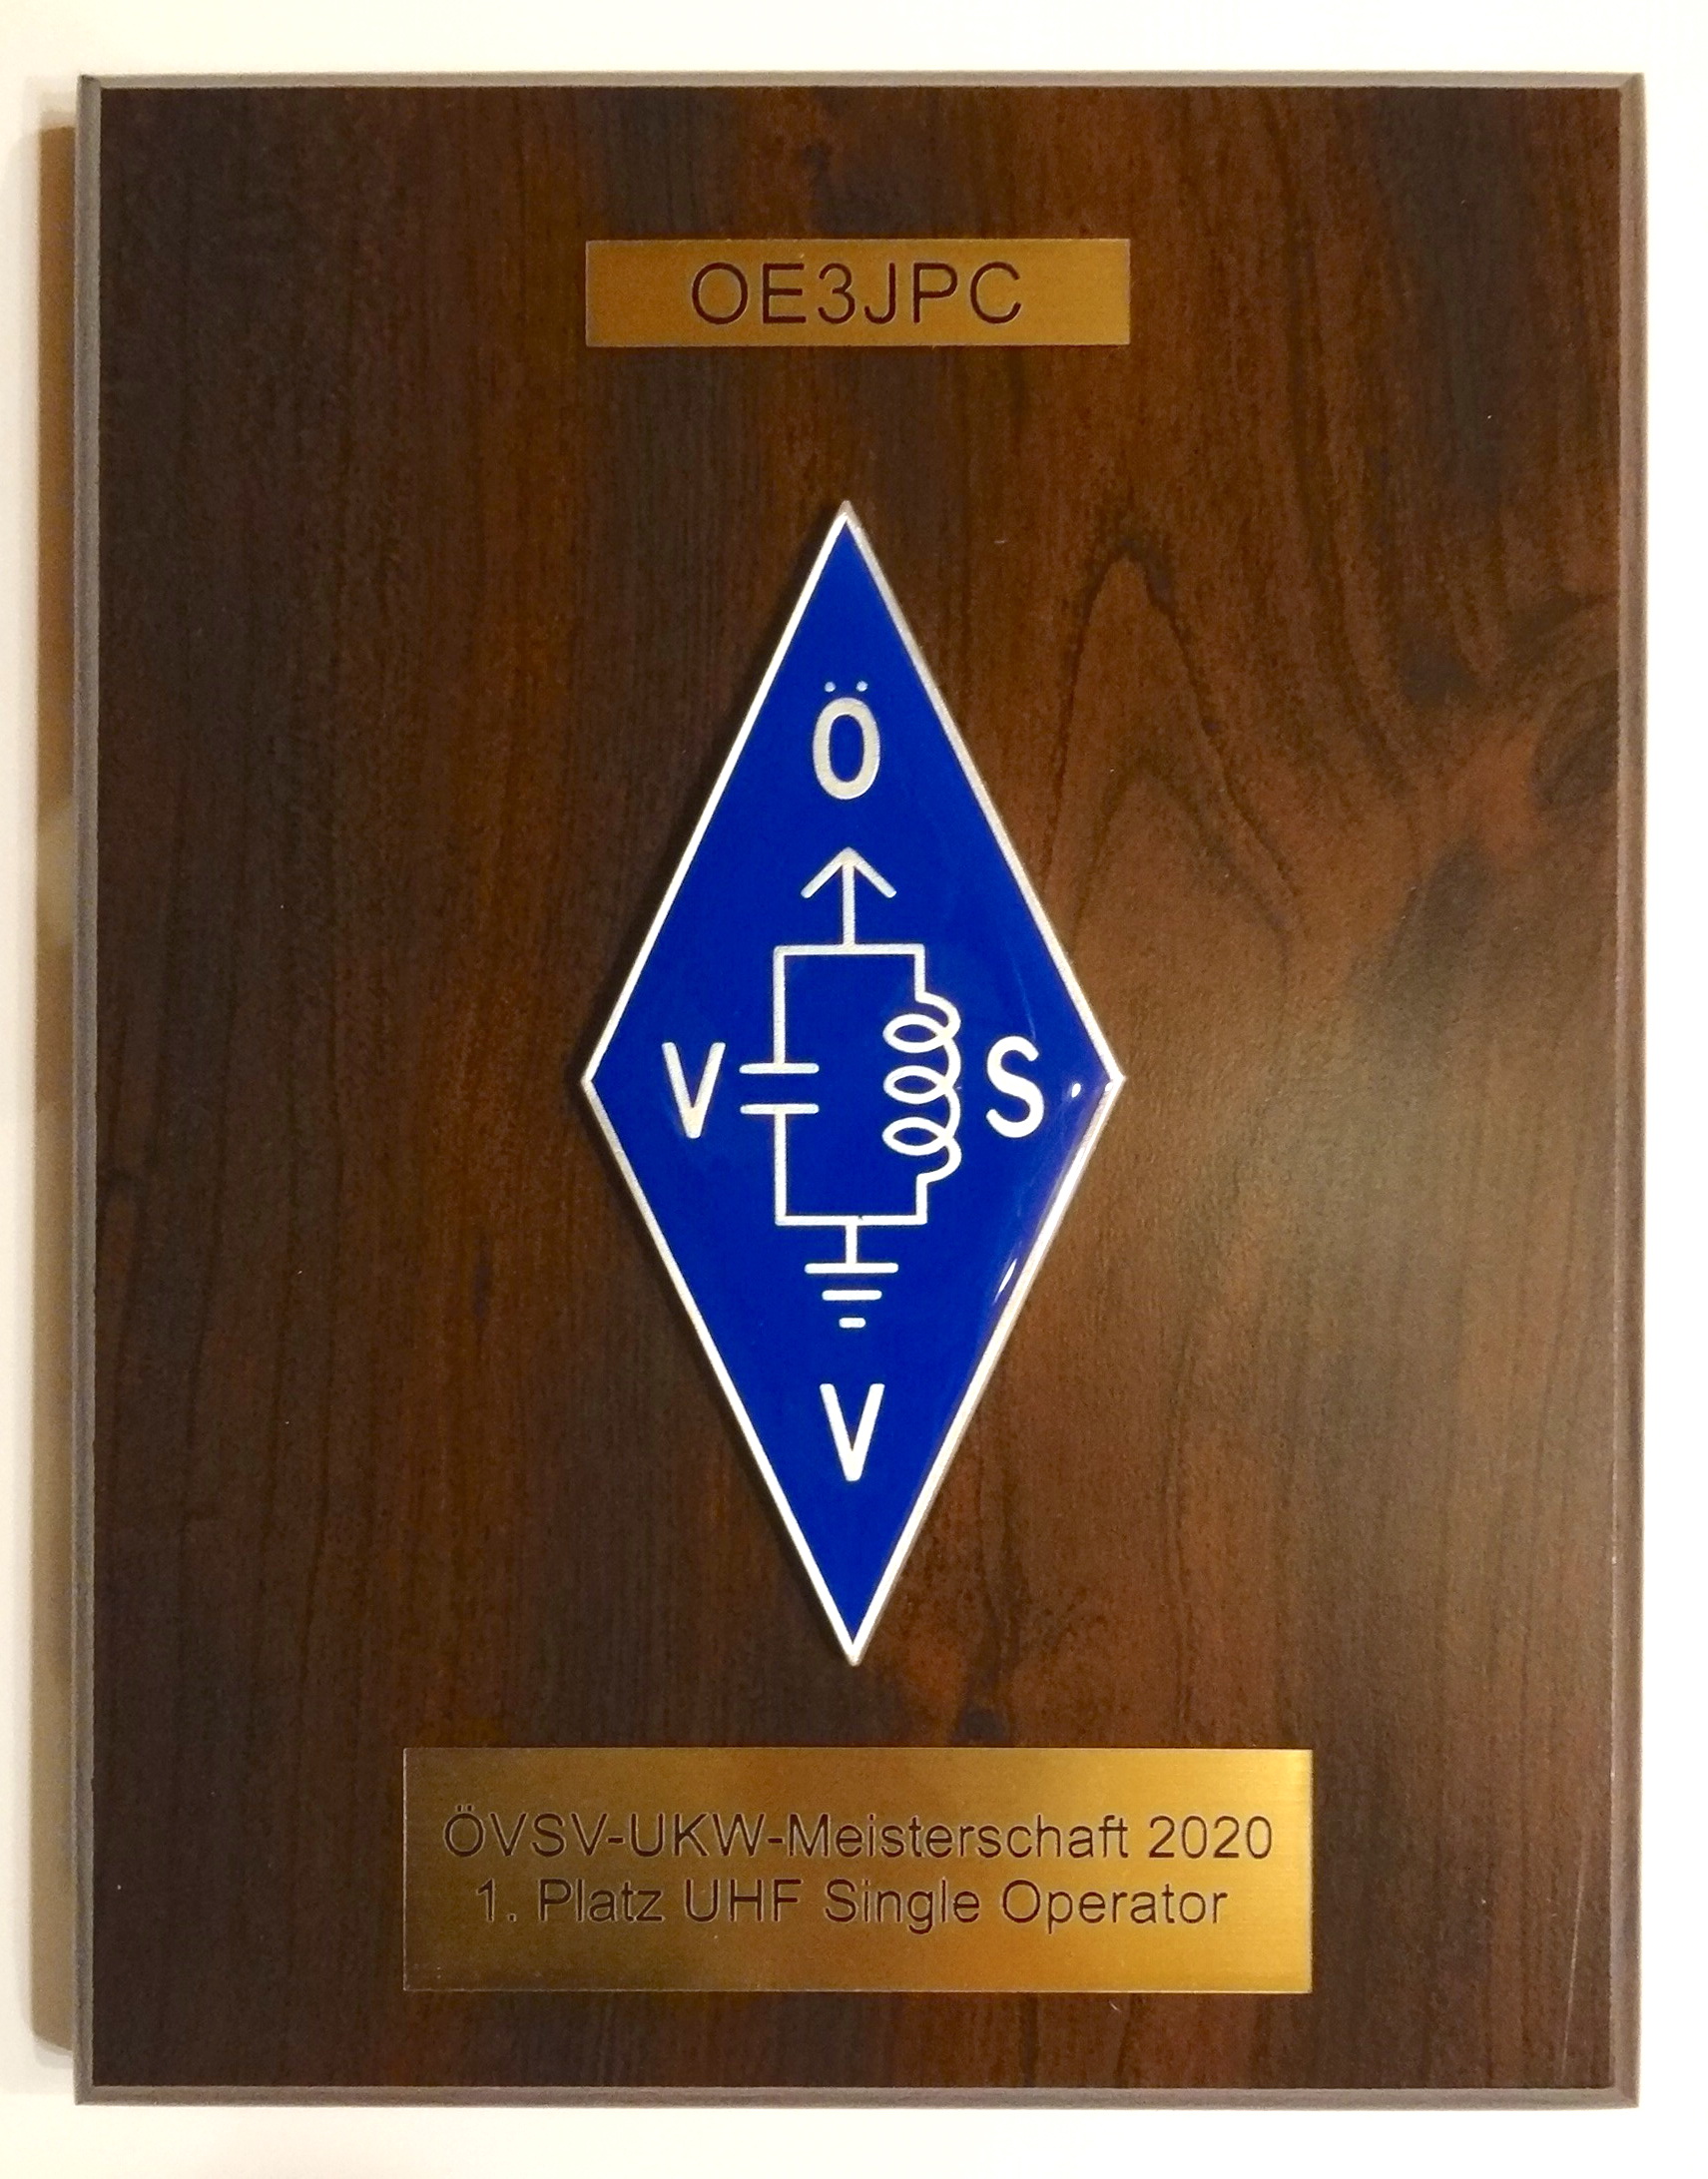 OE3JPC
Ö
V S
V
ÖVSV-UKW-Meisterschaft 2020
1. Platz UHF Single Operator